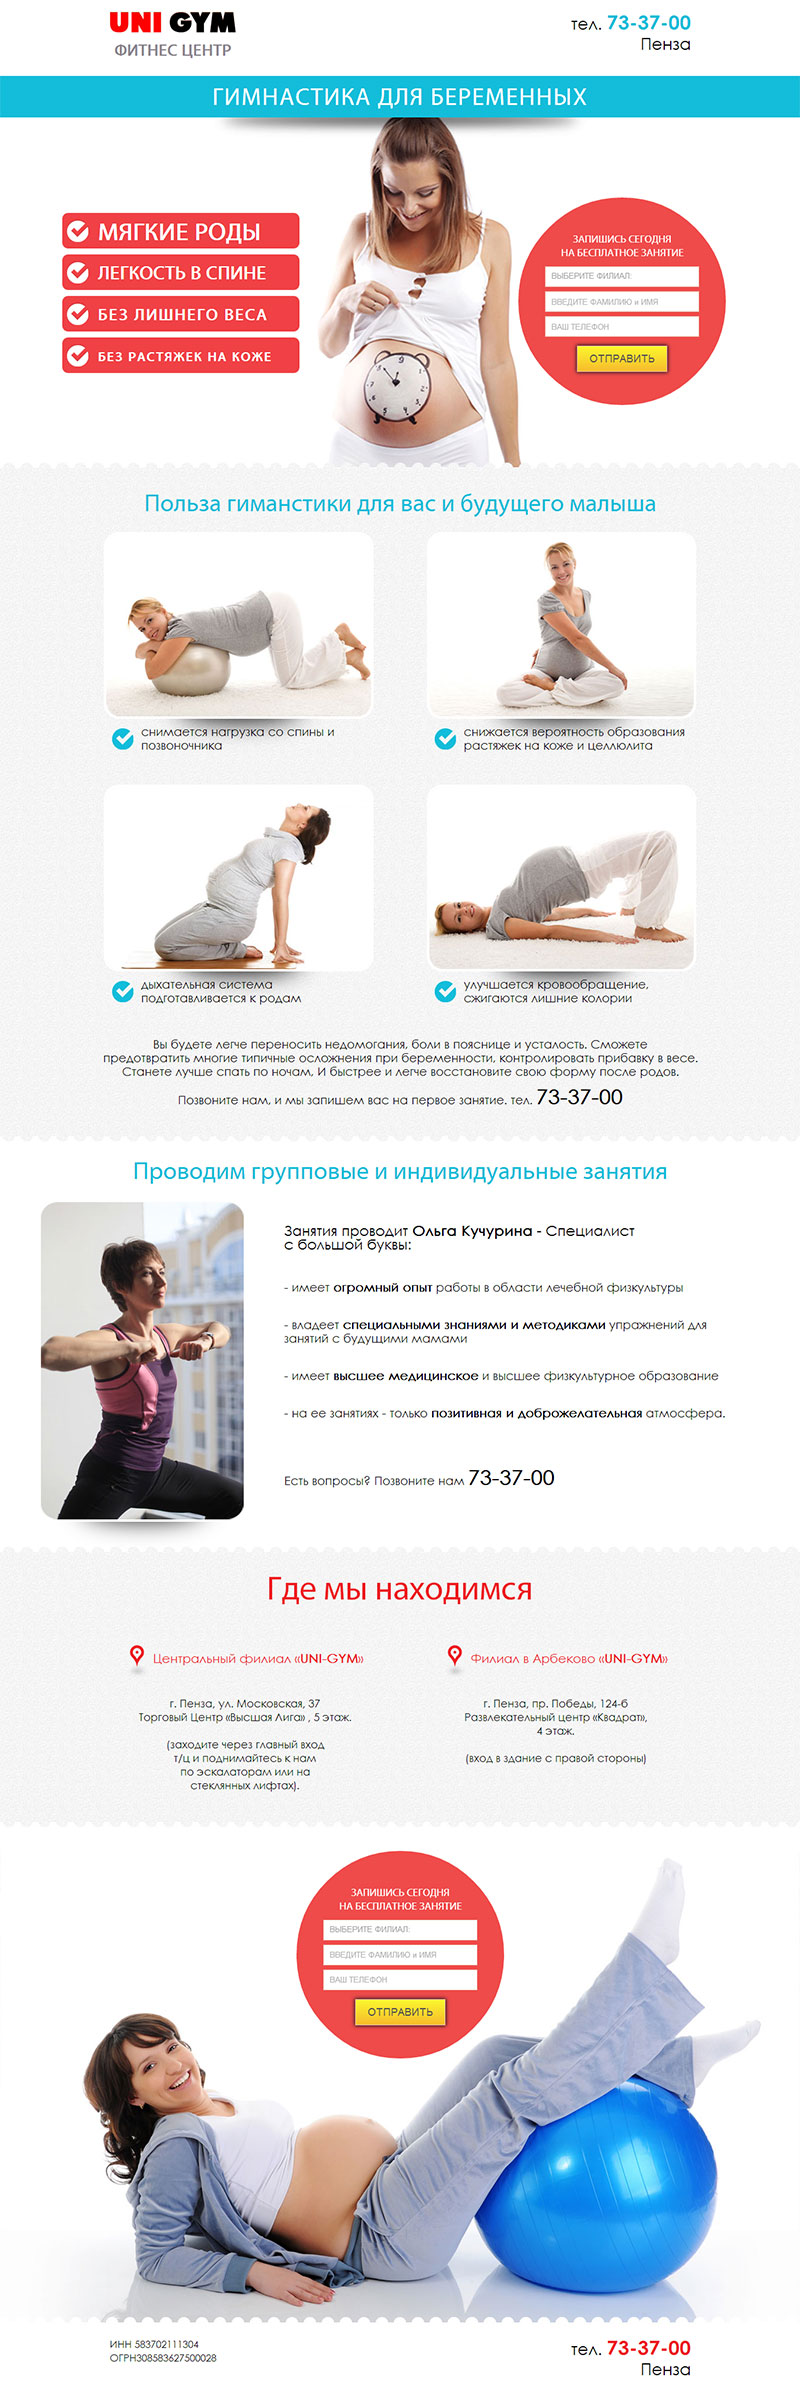 UNI GYM
ФИТНЕС ЦЕНТР
тел. 73-37-00
Пенза
ГИМНАСТИКА ДЛЯ БЕРЕМЕННЫХ
МЯГКИЕ РОДЫ
ЛЕГКОСТЬ В СПИНЕ
БЕЗ ЛИШНЕГО ВЕСА
БЕЗ РАСТЯЖЕК НА КОЖЕ
ЗАПИШИСЬ СЕГОДНЯ
НА БЕСПЛАТНОЕ ЗАНЯТИЕ
ВЫБЕРИТЕ ФИЛИАЛ:
ВВЕДИТЕ ФАМИЛИЮ и ИМЯ
ВАШ ТЕЛЕФОН
ОТПРАВИТЬ
Польза гиманстики для вас и будущего малыша
снимается нагрузка со спины и
позвоночника
снижается вероятность образования
растяжек на коже и целлюлита
дыхательная система
подготавливается к родам
улучшается кровообращение,
сжигаются лишние колории
Вы будете легче переносить недомогания, боли в пояснице и усталость. Сможете
предотвратить многие типичные осложнения при беременности, контролировать прибавку в весе.
Станете лучше спать по ночам, И быстрее и легче восстановите свою форму после родов.
Позвоните нам, и мы запишем вас на первое занятие. тел. 73-37-00
Проводим групповые и индивидуальные занятия
Занятия проводит Ольга Кучурина - Специалист
с большой буквы:
- имеет огромный опыт работы в области лечебной физкультуры
- владеет специальными знаниями и методиками упражнений для
занятий с будущими мамами
- имеет высшее медицинское и высшее физкультурное образование
- на ее занятиях - только позитивная и доброжелательная атмосфера.
Есть вопросы? Позвоните нам 73-37-00
Где мы находимся
Центральный филиал «UNI-GYM»
г. Пенза, ул. Московская, 37
Торговый Центр «Высшая Лига» , 5 этаж.
(заходите через главный вход
т/ц и поднимайтесь к нам
по эскалаторам или на
стеклянных лифтах).
Филиал в Арбеково «UNI-GYM»
г. Пенза, пр. Победы, 124-б
Развлекательный центр «Квадрат»,
4 этаж.
(вход в здание с правой стороны)
ЗАПИШИСЬ СЕГОДНЯ
НА БЕСПЛАТНОЕ ЗАНЯТИЕ
ВЫБЕРИТЕ ФИЛИАЛ:
ВВЕДИТЕ ФАМИЛИЮ и ИМЯ
ВАШ ТЕЛЕФОН
ОТПРАВИТЬ
ИНН 583702111304
ОГРН308583627500028
тел. 73-37-00
Пенза